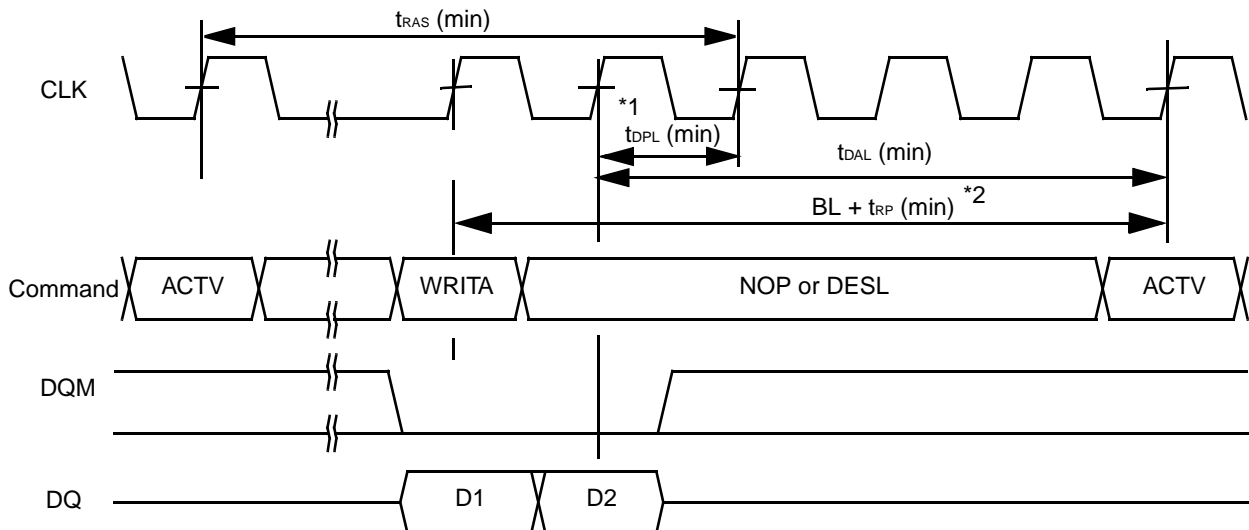 tRAS (min)
CLK
*1
tDPL (min)
tDAL (min)
BL + tRP (min) *2
Command ACTV WRITA NOP or DESL ACTV
DQM
DQ D1 D2